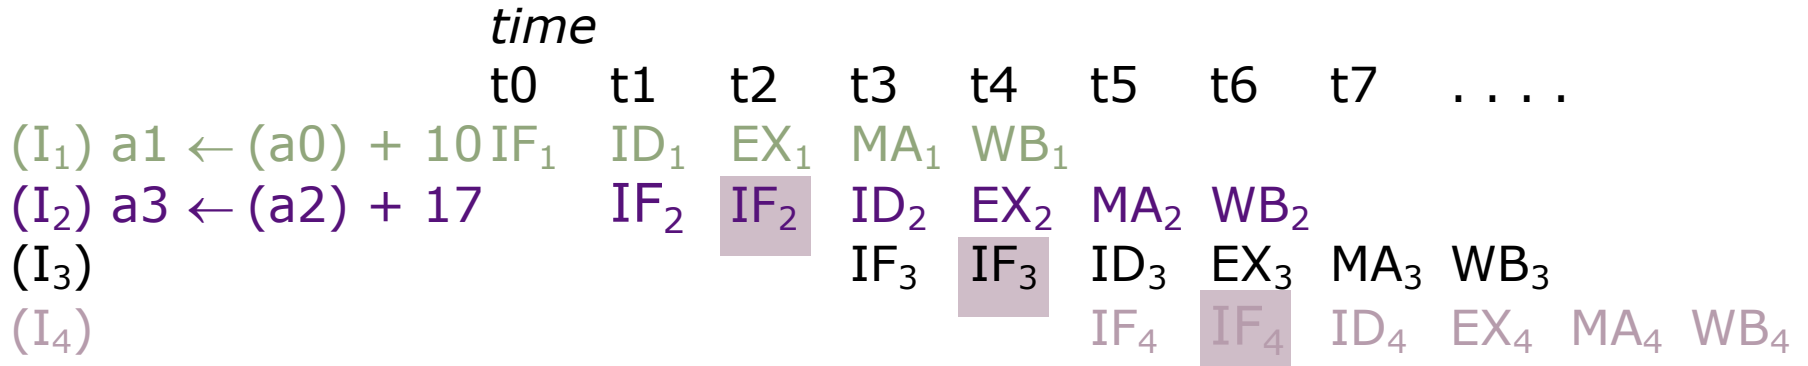 time
t0 t1 t2 t3 t4 t5 t6 t7 . . . .
(I₁) a1 ← (a0) + 10 IF₁ ID₁ EX₁ MA₁ WB₁
(I₂) a3 ← (a2) + 17 IF₂ IF₂ ID₂ EX₂ MA₂ WB₂
(I₃) IF₃ IF₃ ID₃ EX₃ MA₃ WB₃
(I₄) IF₄ IF₄ ID₄ EX₄ MA₄ WB₄